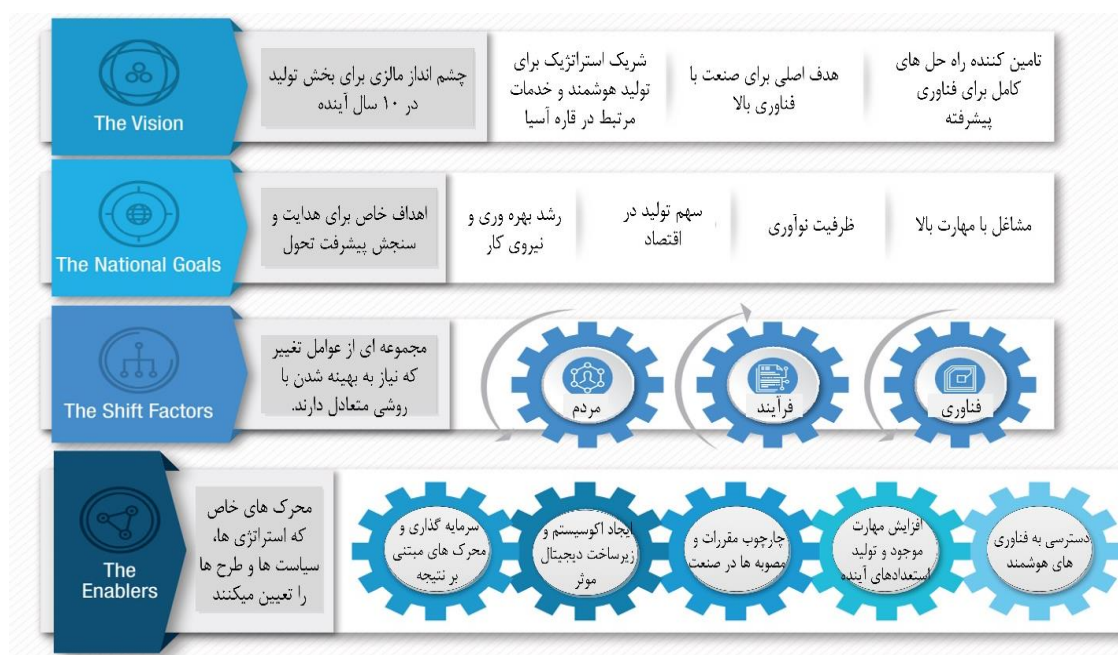 The Vision
چشم انداز مالزی برای بخش تولید
در ۱۰ سال آینده
شریک استراتژیک برای
تولید هوشمند و خدمات
مرتبط در قاره آسیا
هدف اصلی برای صنعت با
فناوری بالا
تامین کننده راه حل های
کامل برای فناوری
پیشرفته
The National Goals
اهداف خاص برای هدایت و
سنجش پیشرفت تحول
رشد بهره وری و
نیروی کار
سهم تولید در
اقتصاد
ظرفیت نوآوری
مشاغل با مهارت بالا
The Shift Factors
مجموعه ای از عوامل تغییر
که نیاز به بهینه شدن با
روشی متعادل دارند.
مردم
فرآیند
فناوری
The
Enablers
محرک های خاص
که استراتژی ها،
سیاست ها و طرح ها
را تعیین میکنند
سرمایه گذاری و
محرک های مبتنی
بر نتیجه
ایجاد اکوسیستم و
زیرساخت دیجیتال
موثر
چارچوب مقررات و
مصوبه ها در صنعت
افزایش مهارت
موجود و تولید
استعدادهای آینده
دسترسی به فناوری
های هوشمند